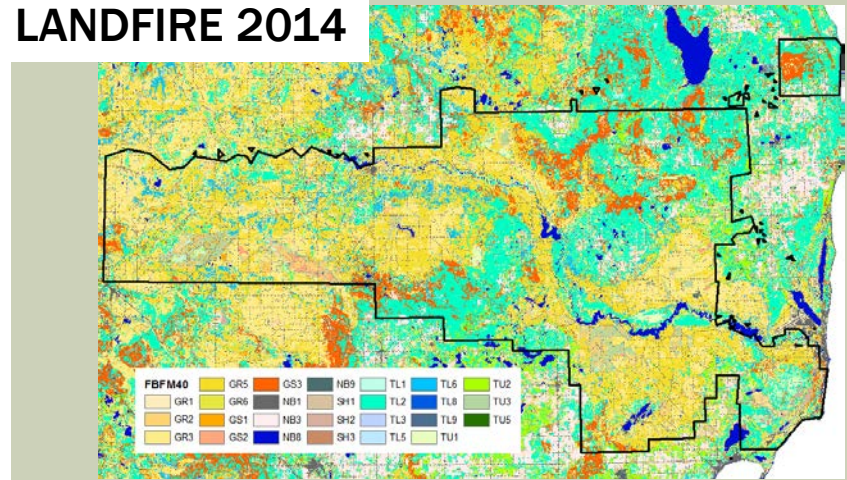 LANDFIRE 2014
FBFM40 GR5 GS3 NB9 TL1 TL6 TU2
GR1 GR6 NB1 SH1 TL2 TL8 TU3
GR2 GS1 NB3 SH2 TL3 TL9 TU5
GR3 GS2 NB8 SH3 TL5 TU1